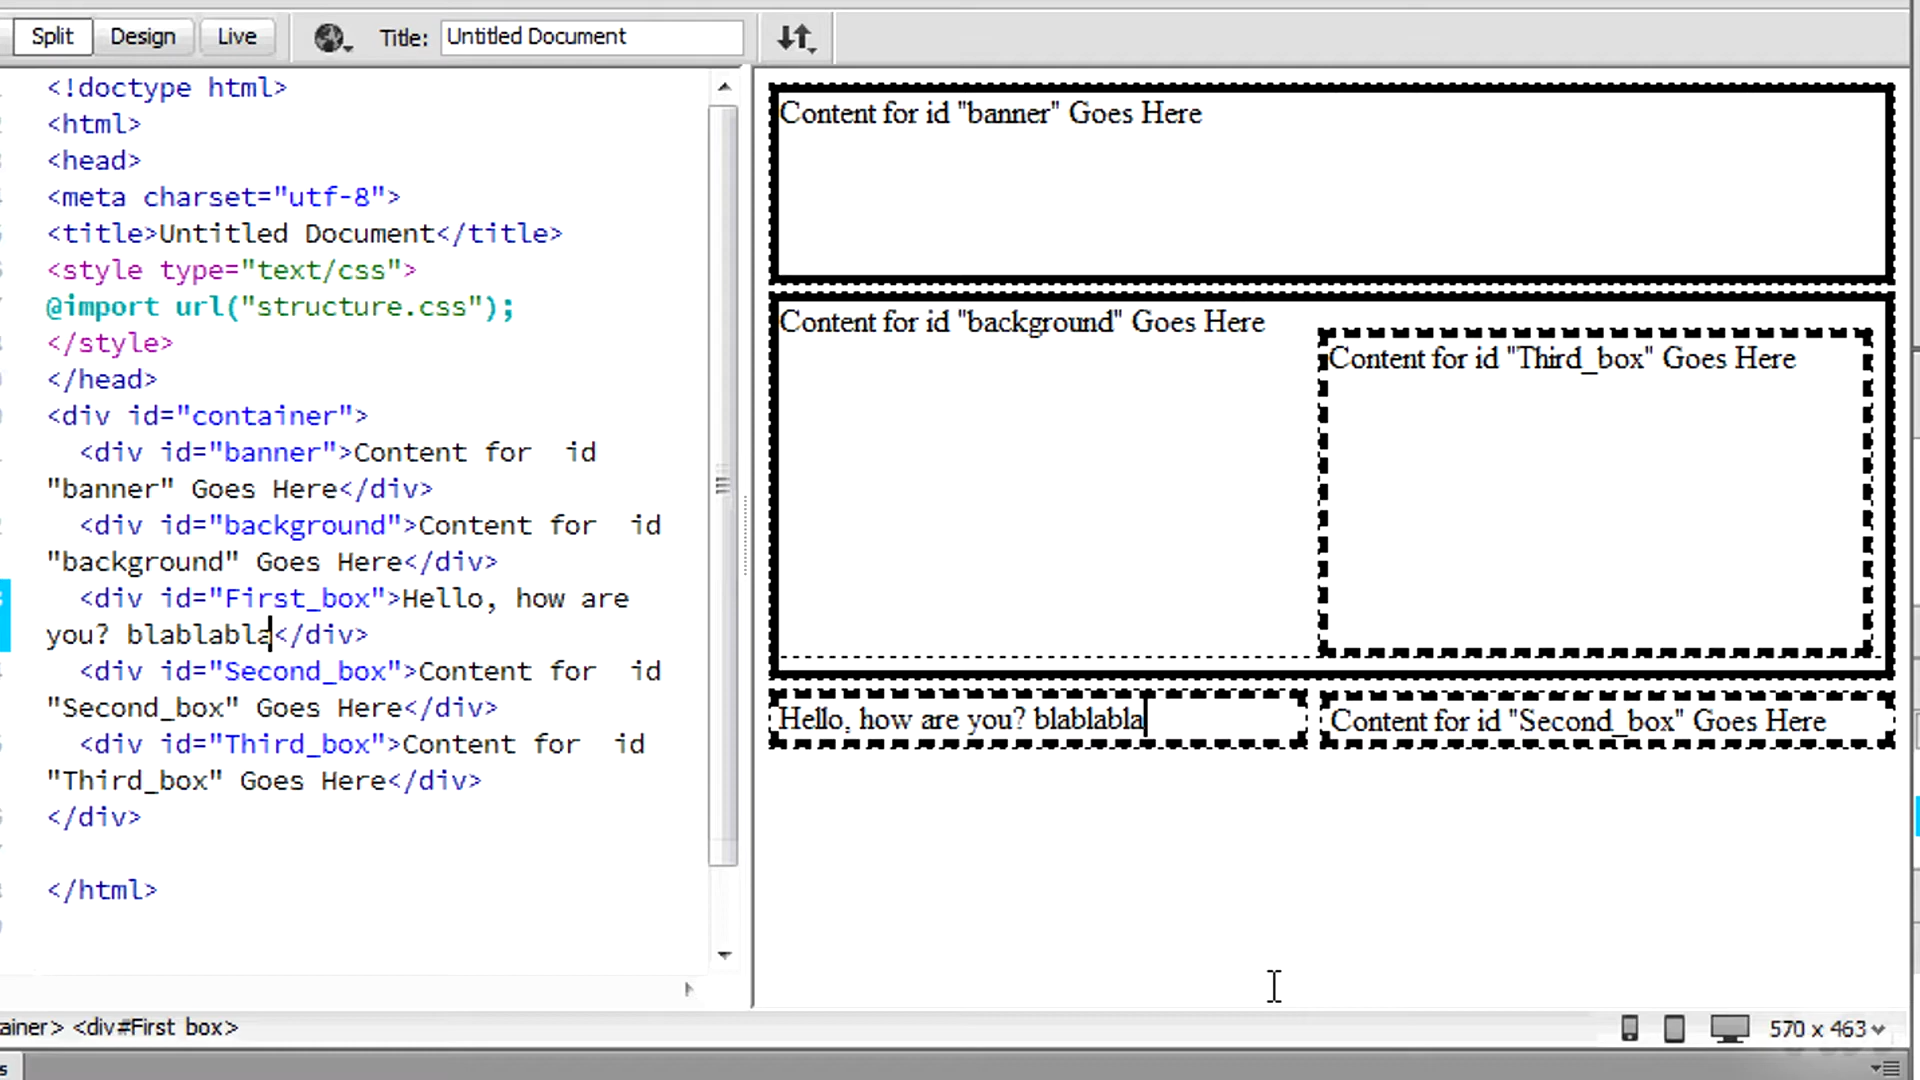 Split Design Live Title: Untitled Document
<!doctype html>
<html>
<head>
<meta charset="utf-8">
<title>Untitled Document</title>
<style type="text/css">
@import url("structure.css");
</style>
</head>
<div id="container">
<div id="banner">Content for  id
"banner" Goes Here</div>
<div id="background">Content for  id
"background" Goes Here</div>
<div id="First_box">Hello, how are
you? blablabla</div>
<div id="Second_box">Content for  id
"Second_box" Goes Here</div>
<div id="Third_box">Content for  id
"Third_box" Goes Here</div>
</div>
</html>
Content for id "banner" Goes Here
Content for id "background" Goes Here
Content for id "Third_box" Goes Here
Hello, how are you? blablabla
Content for id "Second_box" Goes Here
ainer> <div#First box>
570 x 463